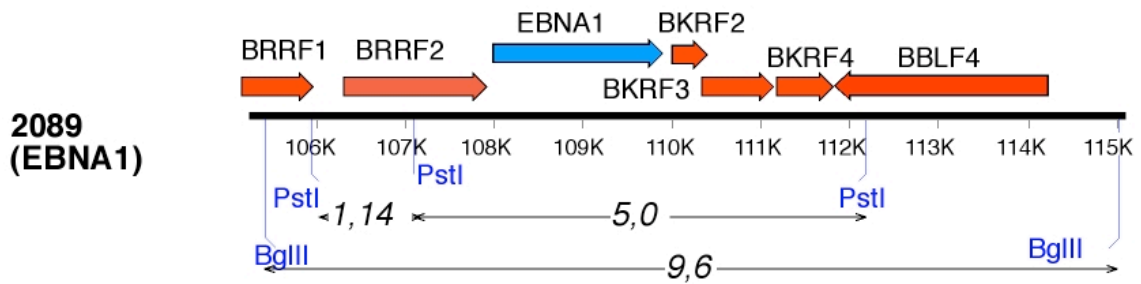 EBNA1 BKRF2
BRRF1 BRRF2 BKRF4 BBLF4
BKRF3
2089
(EBNA1)
106K 107K 108K 109K 110K 111K 112K 113K 114K 115K
PstI
PstI PstI
1,14 5,0
BglII BglII
9,6